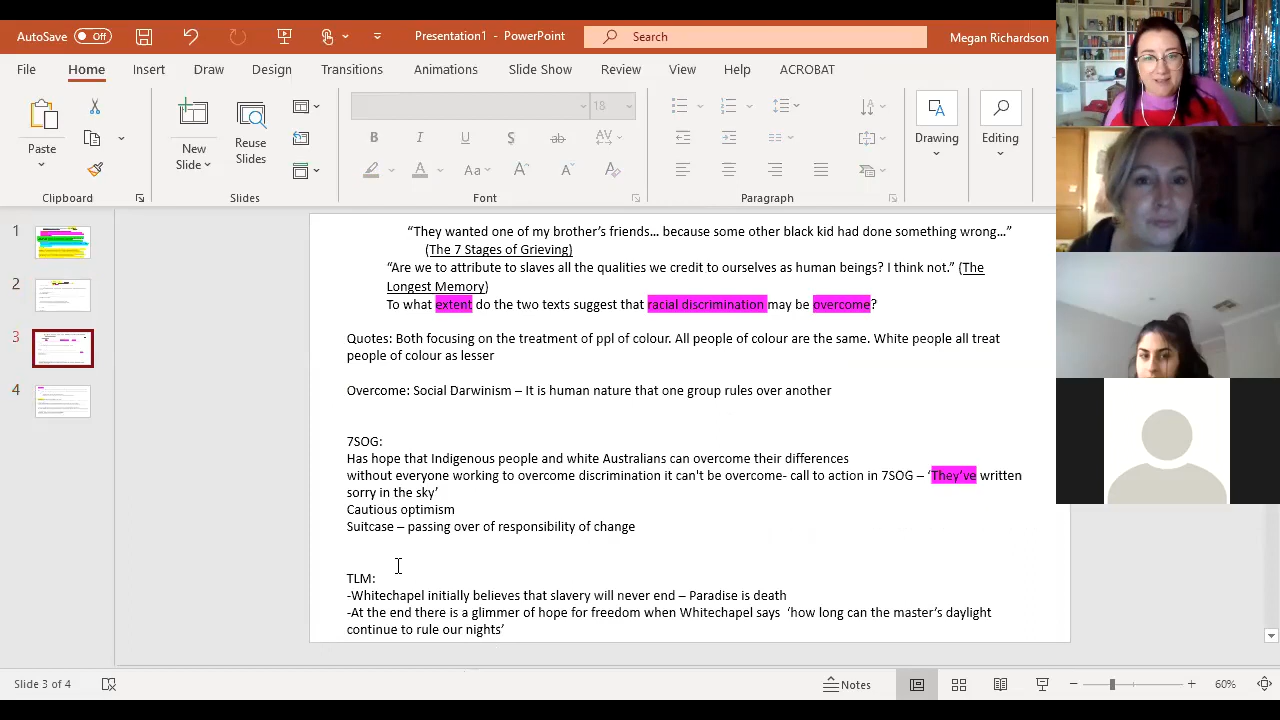 AutoSave Off Presentation1 - PowerPoint Search Megan Richardson
File Home Insert Draw Design Transitions Animations Slide Show Review View Help ACROBAT
18
Paste New Slide Reuse Slides Drawing Editing
Clipboard Slides Font Paragraph
1
2
3
4
“They wanted one of my brother’s friends... because some other black kid had done something wrong...”
(The 7 Stages of Grieving)
“Are we to attribute to slaves all the qualities we credit to ourselves as human beings? I think not.” (The
Longest Memory)
To what extent do the two texts suggest that racial discrimination may be overcome?
Quotes: Both focusing on the treatment of ppl of colour. All people of colour are the same. White people all treat
people of colour as lesser
Overcome: Social Darwinism – It is human nature that one group rules over another
7SOG:
Has hope that Indigenous people and white Australians can overcome their differences
without everyone working to overcome discrimination it can't be overcome- call to action in 7SOG – ‘They’ve written
sorry in the sky’
Cautious optimism
Suitcase – passing over of responsibility of change
TLM:
-Whitechapel initially believes that slavery will never end – Paradise is death
-At the end there is a glimmer of hope for freedom when Whitechapel says ‘how long can the master’s daylight
continue to rule our nights’
Slide 3 of 4 Notes 60%